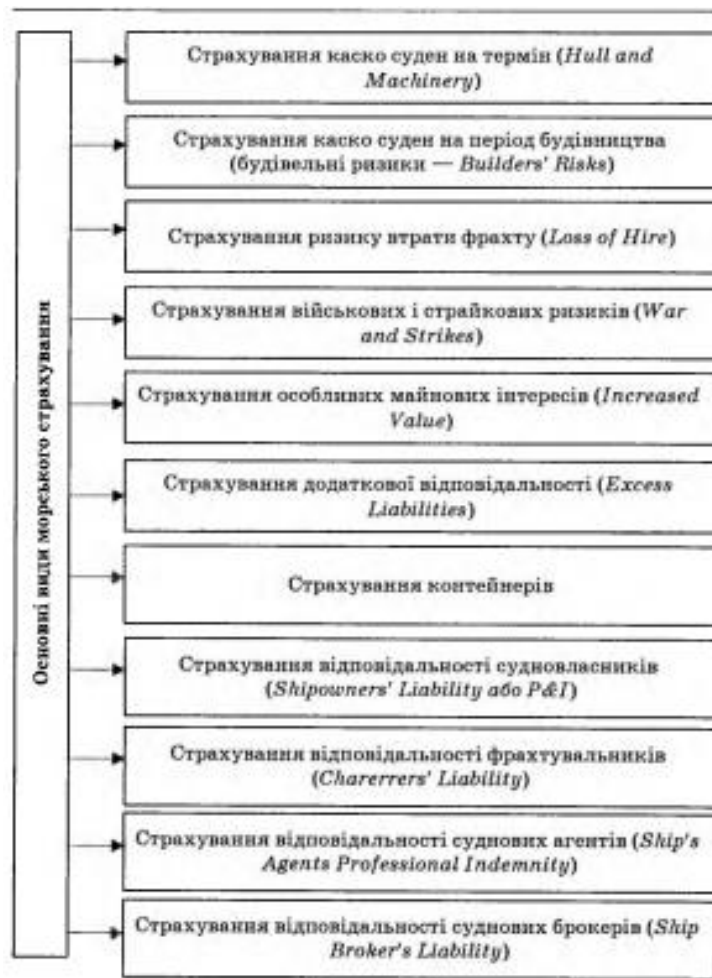 Основні види морського страхування
Страхування каско суден на термін (Hull and
Machinery)
Страхування каско суден на період будівництва
(будівельні ризики — Builders' Risks)
Страхування ризику втрати фрахту (Loss of Hire)
Страхування військових і страйкових ризиків (War
and Strikes)
Страхування особливих майнових інтересів (Increased
Value)
Страхування додаткової відповідальності (Excess
Liabilities)
Страхування контейнерів
Страхування відповідальності судновласників
(Shipowners' Liability або P&I)
Страхування відповідальності фрахтувальників
(Charerrers' Liability)
Страхування відповідальності суднових агентів (Ship's
Agents Professional Indemnity)
Страхування відповідальності суднових брокерів (Ship
Broker's Liability)